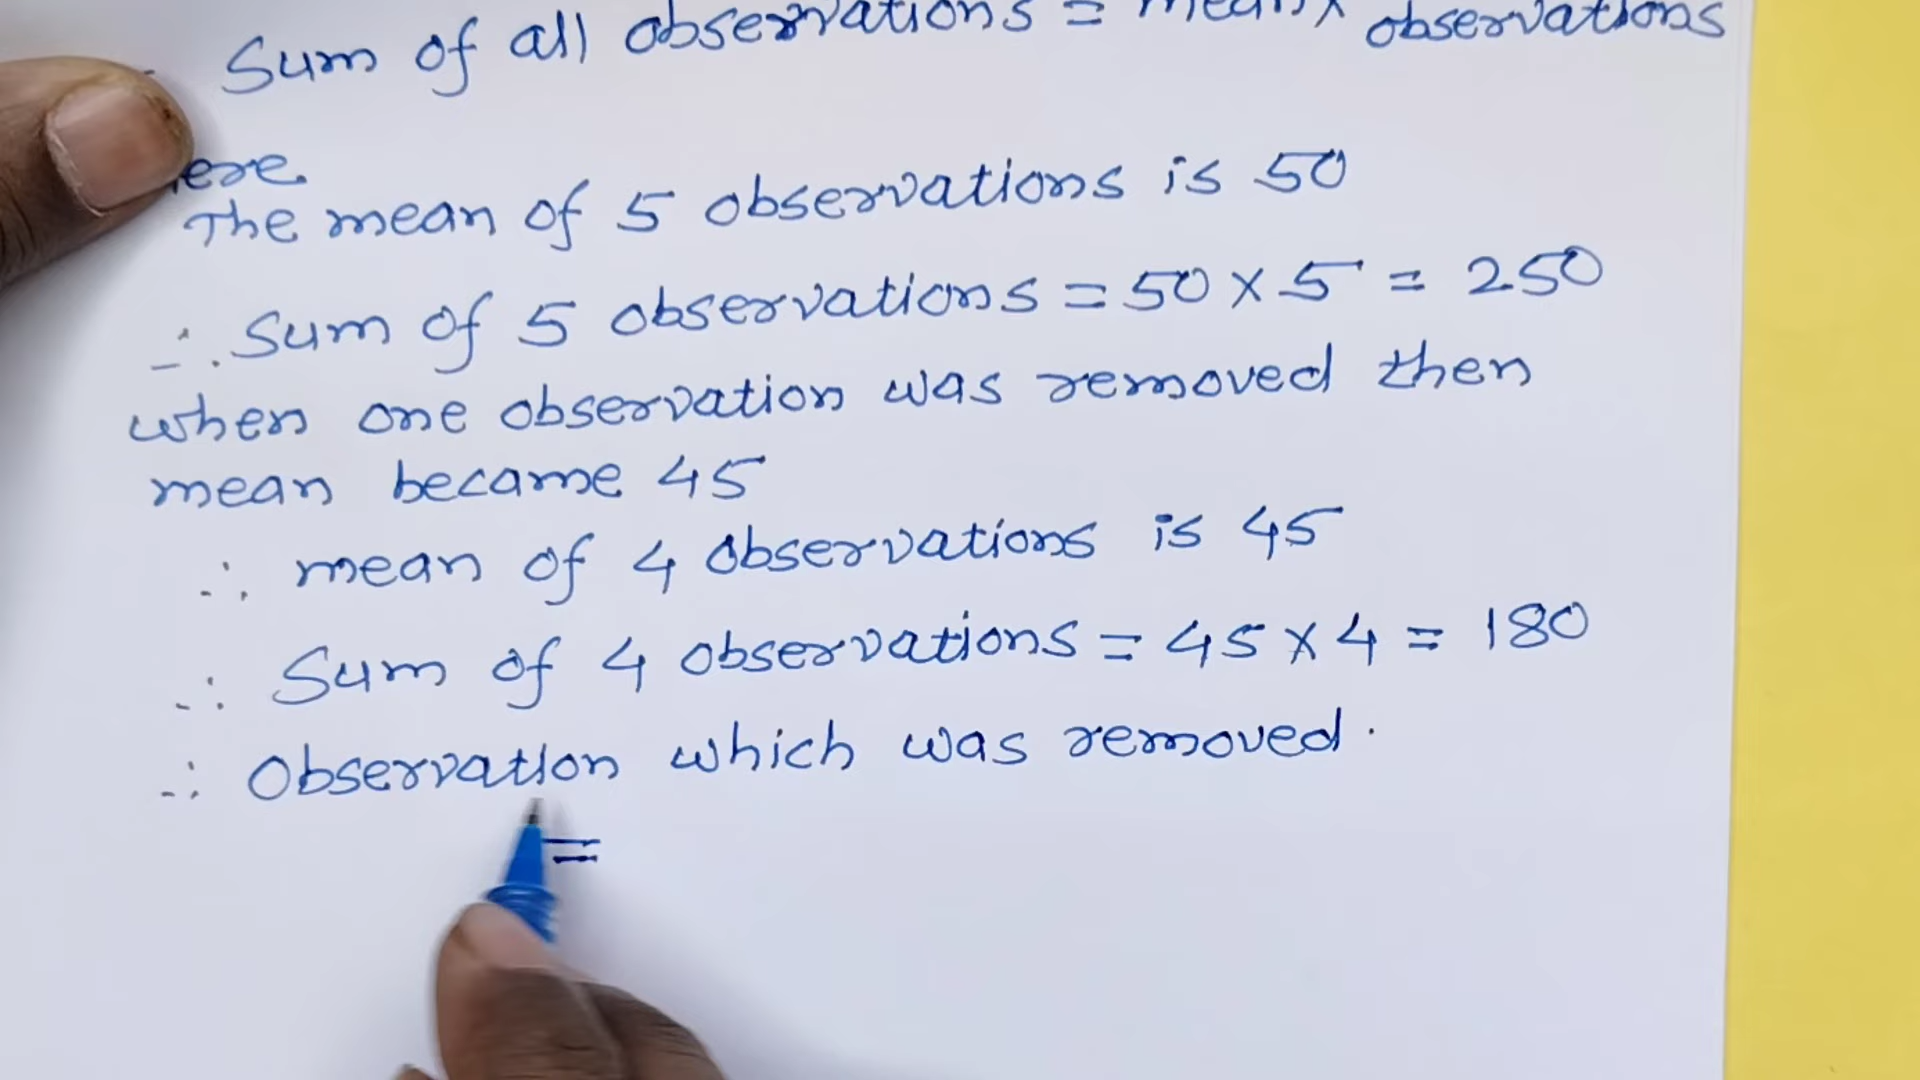 Sum of all observations = mean × observations
ere
The mean of 5 observations is 50
∴ Sum of 5 observations = 50 × 5 = 250
when one observation was removed then
mean became 45
∴ mean of 4 observations is 45
∴ Sum of 4 observations = 45 × 4 = 180
∴ Observation which was removed.
=